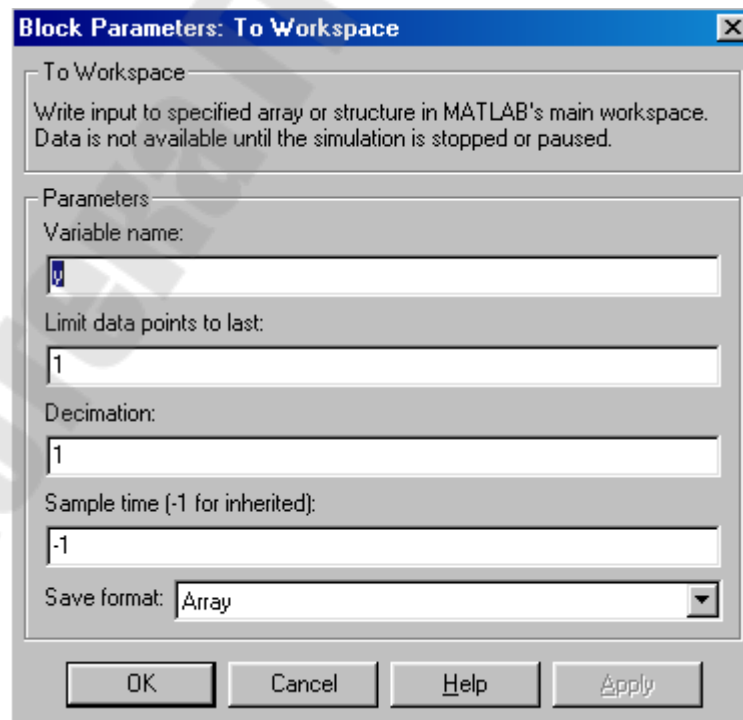 Block Parameters: To Workspace
To Workspace
Write input to specified array or structure in MATLAB's main workspace.
Data is not available until the simulation is stopped or paused.
Parameters
Variable name:
y
Limit data points to last:
1
Decimation:
1
Sample time (-1 for inherited):
-1
Save format: Array
OK Cancel Help Apply